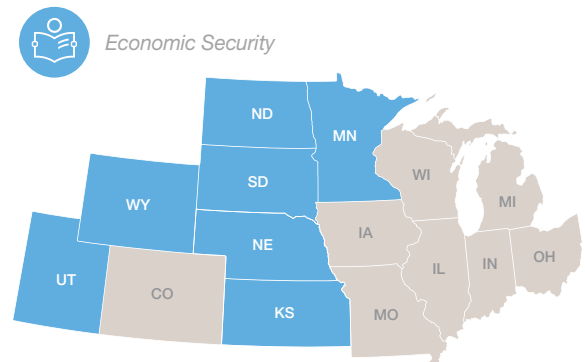 Economic Security
ND
MN
WI
MI
SD
WY
IA
NE
OH
IL
IN
UT
CO
KS
MO